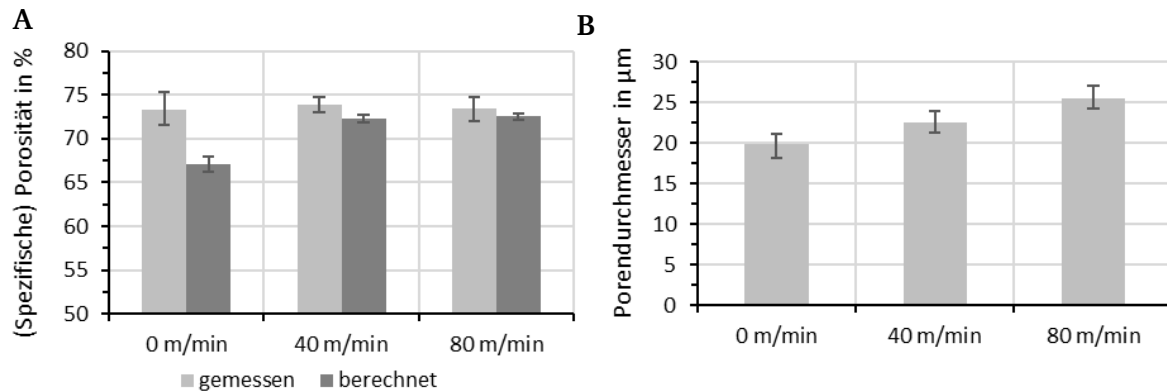 A
(Spezifische) Porosität in %
80
75
70
65
60
55
50
0 m/min 40 m/min 80 m/min
gemessen berechnet
B
Porendurchmesser in µm
30
25
20
15
10
5
0
0 m/min 40 m/min 80 m/min